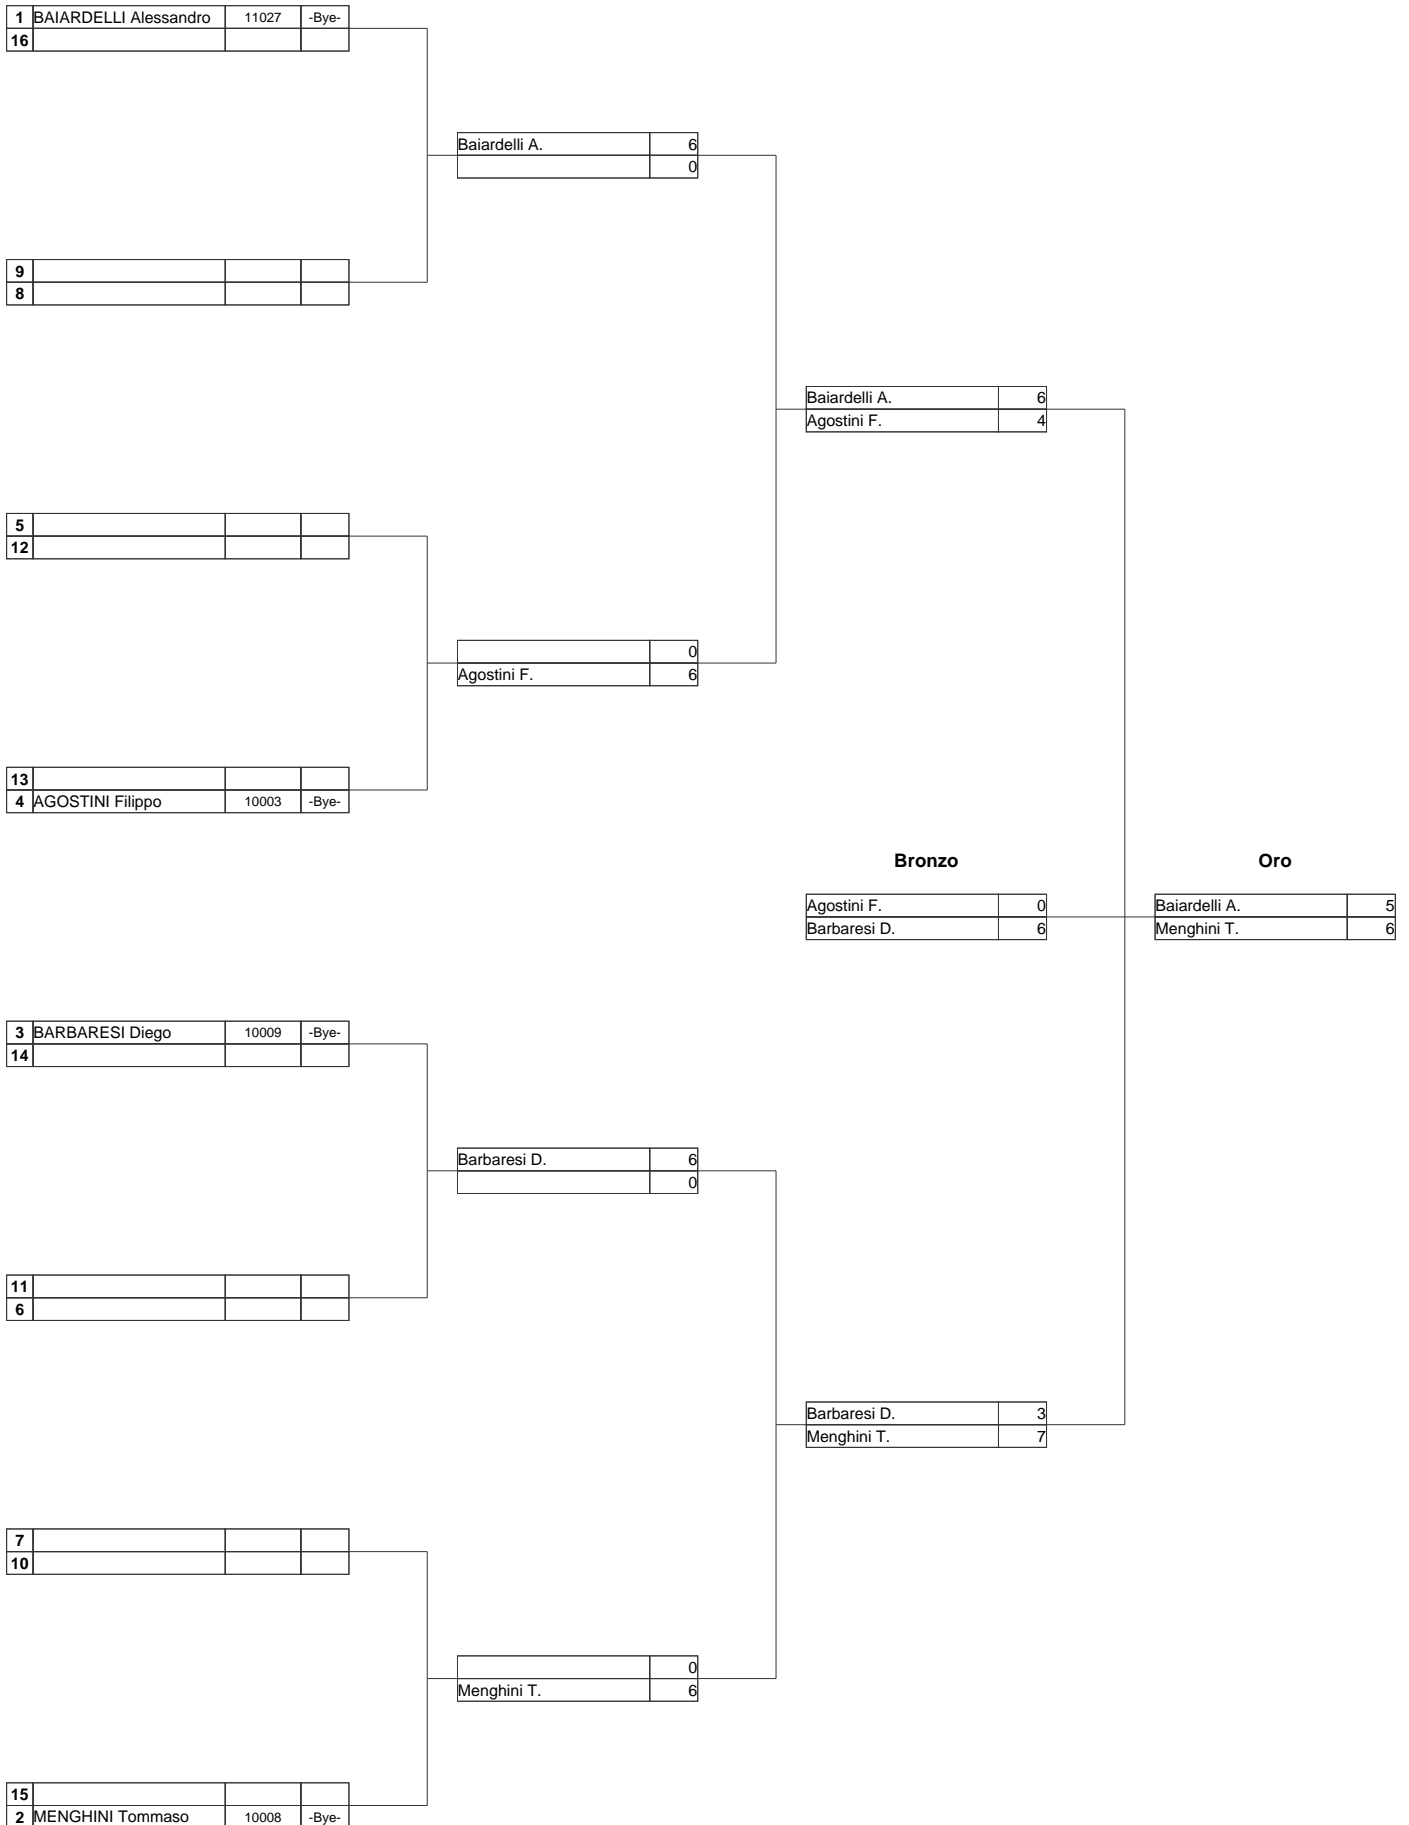 1 BAIARDELLI Alessandro 11027 -Bye-
16
Baiardelli A. 6
0
9
8
Baiardelli A. 6
Agostini F. 4
5
12
0
Agostini F. 6
13
4 AGOSTINI Filippo 10003 -Bye-
Bronzo Oro
Agostini F. 0 Baiardelli A. 5
Barbaresi D. 6 Menghini T. 6
3 BARBARESI Diego 10009 -Bye-
14
Barbaresi D. 6
0
11
6
Barbaresi D. 3
Menghini T. 7
7
10
0
Menghini T. 6
15
2 MENGHINI Tommaso 10008 -Bye-